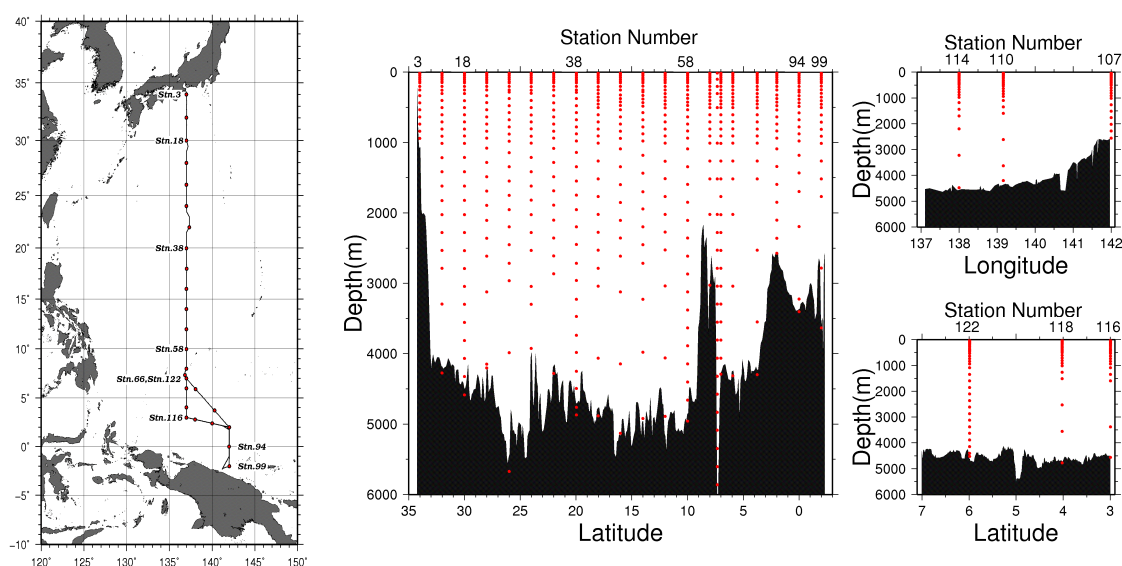 40°
35°
30°
25°
20°
15°
10°
5°
0°
−5°
−10°
120°
125°
130°
135°
140°
145°
150°
Stn.3
Stn.18
Stn.38
Stn.58
Stn.66,Stn.122
Stn.116
Stn.94
Stn.99
Station Number
3 18 38 58 94 99
Depth(m)
0
1000
2000
3000
4000
5000
6000
35 30 25 20 15 10 5 0
Latitude
Station Number
114 110 107
Depth(m)
0
1000
2000
3000
4000
5000
6000
137 138 139 140 141 142
Longitude
Station Number
122 118 116
Depth(m)
0
1000
2000
3000
4000
5000
6000
7 6 5 4 3
Latitude